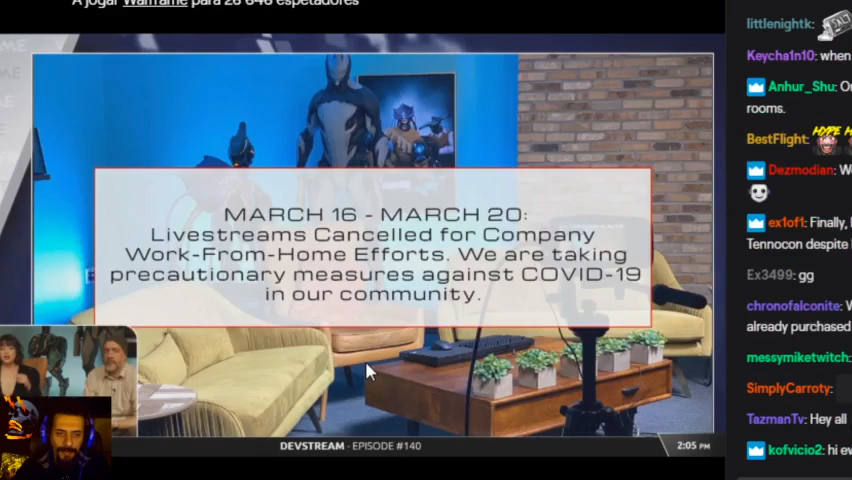 A jogar Warframe para 26 646 espetadores
MARCH 16 - MARCH 20:
Livestreams Cancelled for Company
Work-From-Home Efforts. We are taking
precautionary measures against COVID-19
in our community.
DEVSTREAM - EPISODE #140
2:05 PM
littlenightk:
Keycha1n10: when
Anhur_Shu:
rooms.
BestFlight:
Dezmodian:
ex1of1: Finally,
Tennocon despite
Ex3499: gg
chronofalconite:
already purchased
messymiketwitch:
SimplyCarroty:
TazmanTv: Hey all
kofvicio2: hi